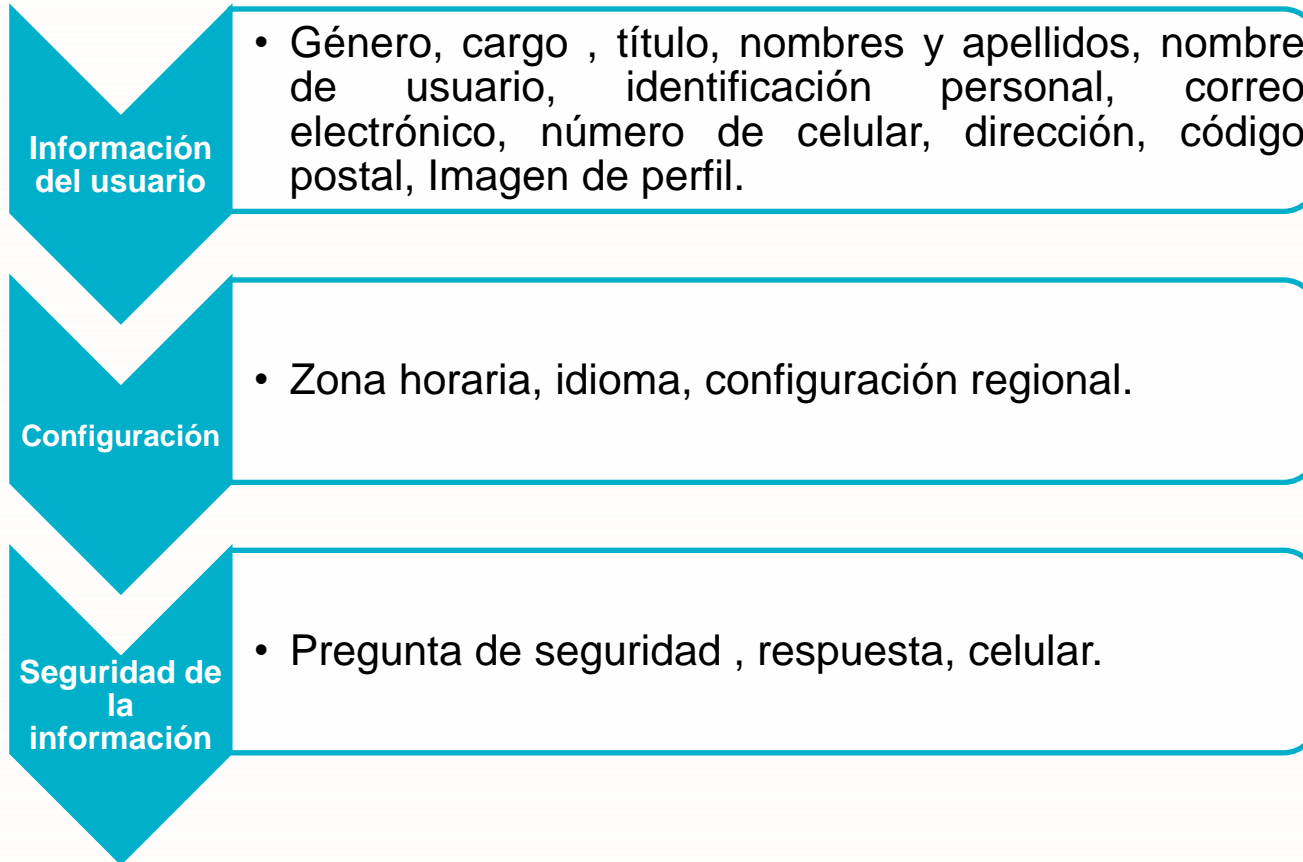 Información
del usuario
• Género, cargo , título, nombres y apellidos, nombre
de usuario, identificación personal, correo
electrónico, número de celular, dirección, código
postal, Imagen de perfil.
Configuración
• Zona horaria, idioma, configuración regional.
Seguridad de
la
información
• Pregunta de seguridad , respuesta, celular.